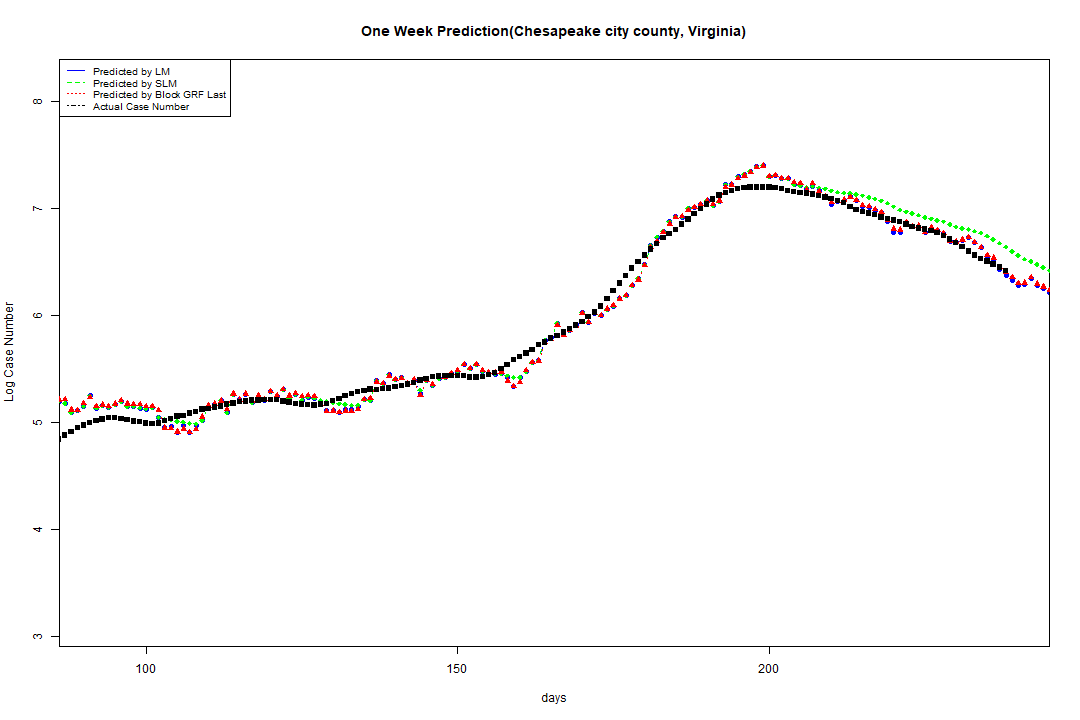 One Week Prediction(Chesapeake city county, Virginia)
Predicted by LM
Predicted by SLM
Predicted by Block GRF Last
Actual Case Number
8
7
6
5
4
3
Log Case Number
100 150 200
days